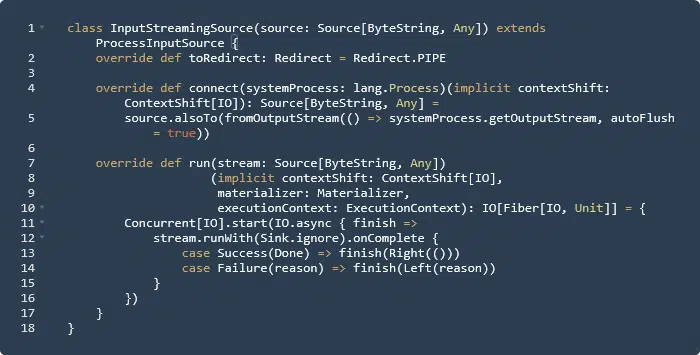 1 class InputStreamingSource(source: Source[ByteString, Any]) extends
ProcessInputSource {
2 override def toRedirect: Redirect = Redirect.PIPE
3
4 override def connect(systemProcess: lang.Process)(implicit contextShift:
ContextShift[IO]): Source[ByteString, Any] =
5 source.alsoTo(fromOutputStream(() => systemProcess.getOutputStream, autoFlush
= true))
6
7 override def run(stream: Source[ByteString, Any])
8 (implicit contextShift: ContextShift[IO],
9 materializer: Materializer,
10 executionContext: ExecutionContext): IO[Fiber[IO, Unit]] = {
11 Concurrent[IO].start(IO.async { finish =>
12 stream.runWith(Sink.ignore).onComplete {
13 case Success(Done) => finish(Right(()))
14 case Failure(reason) => finish(Left(reason))
15 }
16 })
17 }
18 }